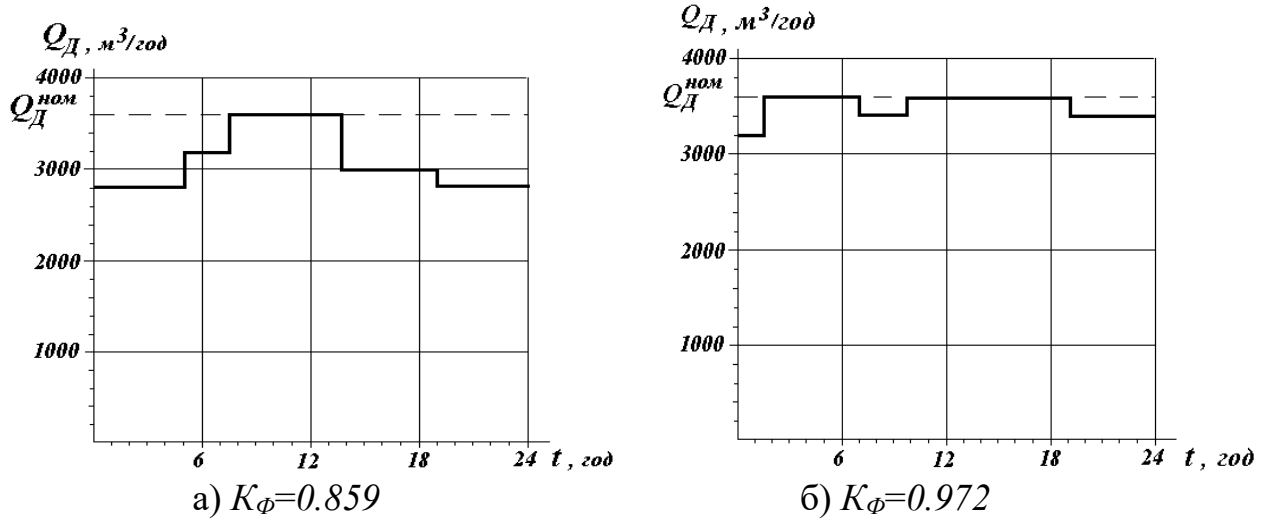 Q_Д , м³/год
4000
Q_Д^ном
3000
2000
1000
6 12 18 24 t , год
а) K_Ф=0.859
Q_Д , м³/год
4000
Q_Д^ном
3000
2000
1000
6 12 18 24 t , год
б) K_Ф=0.972